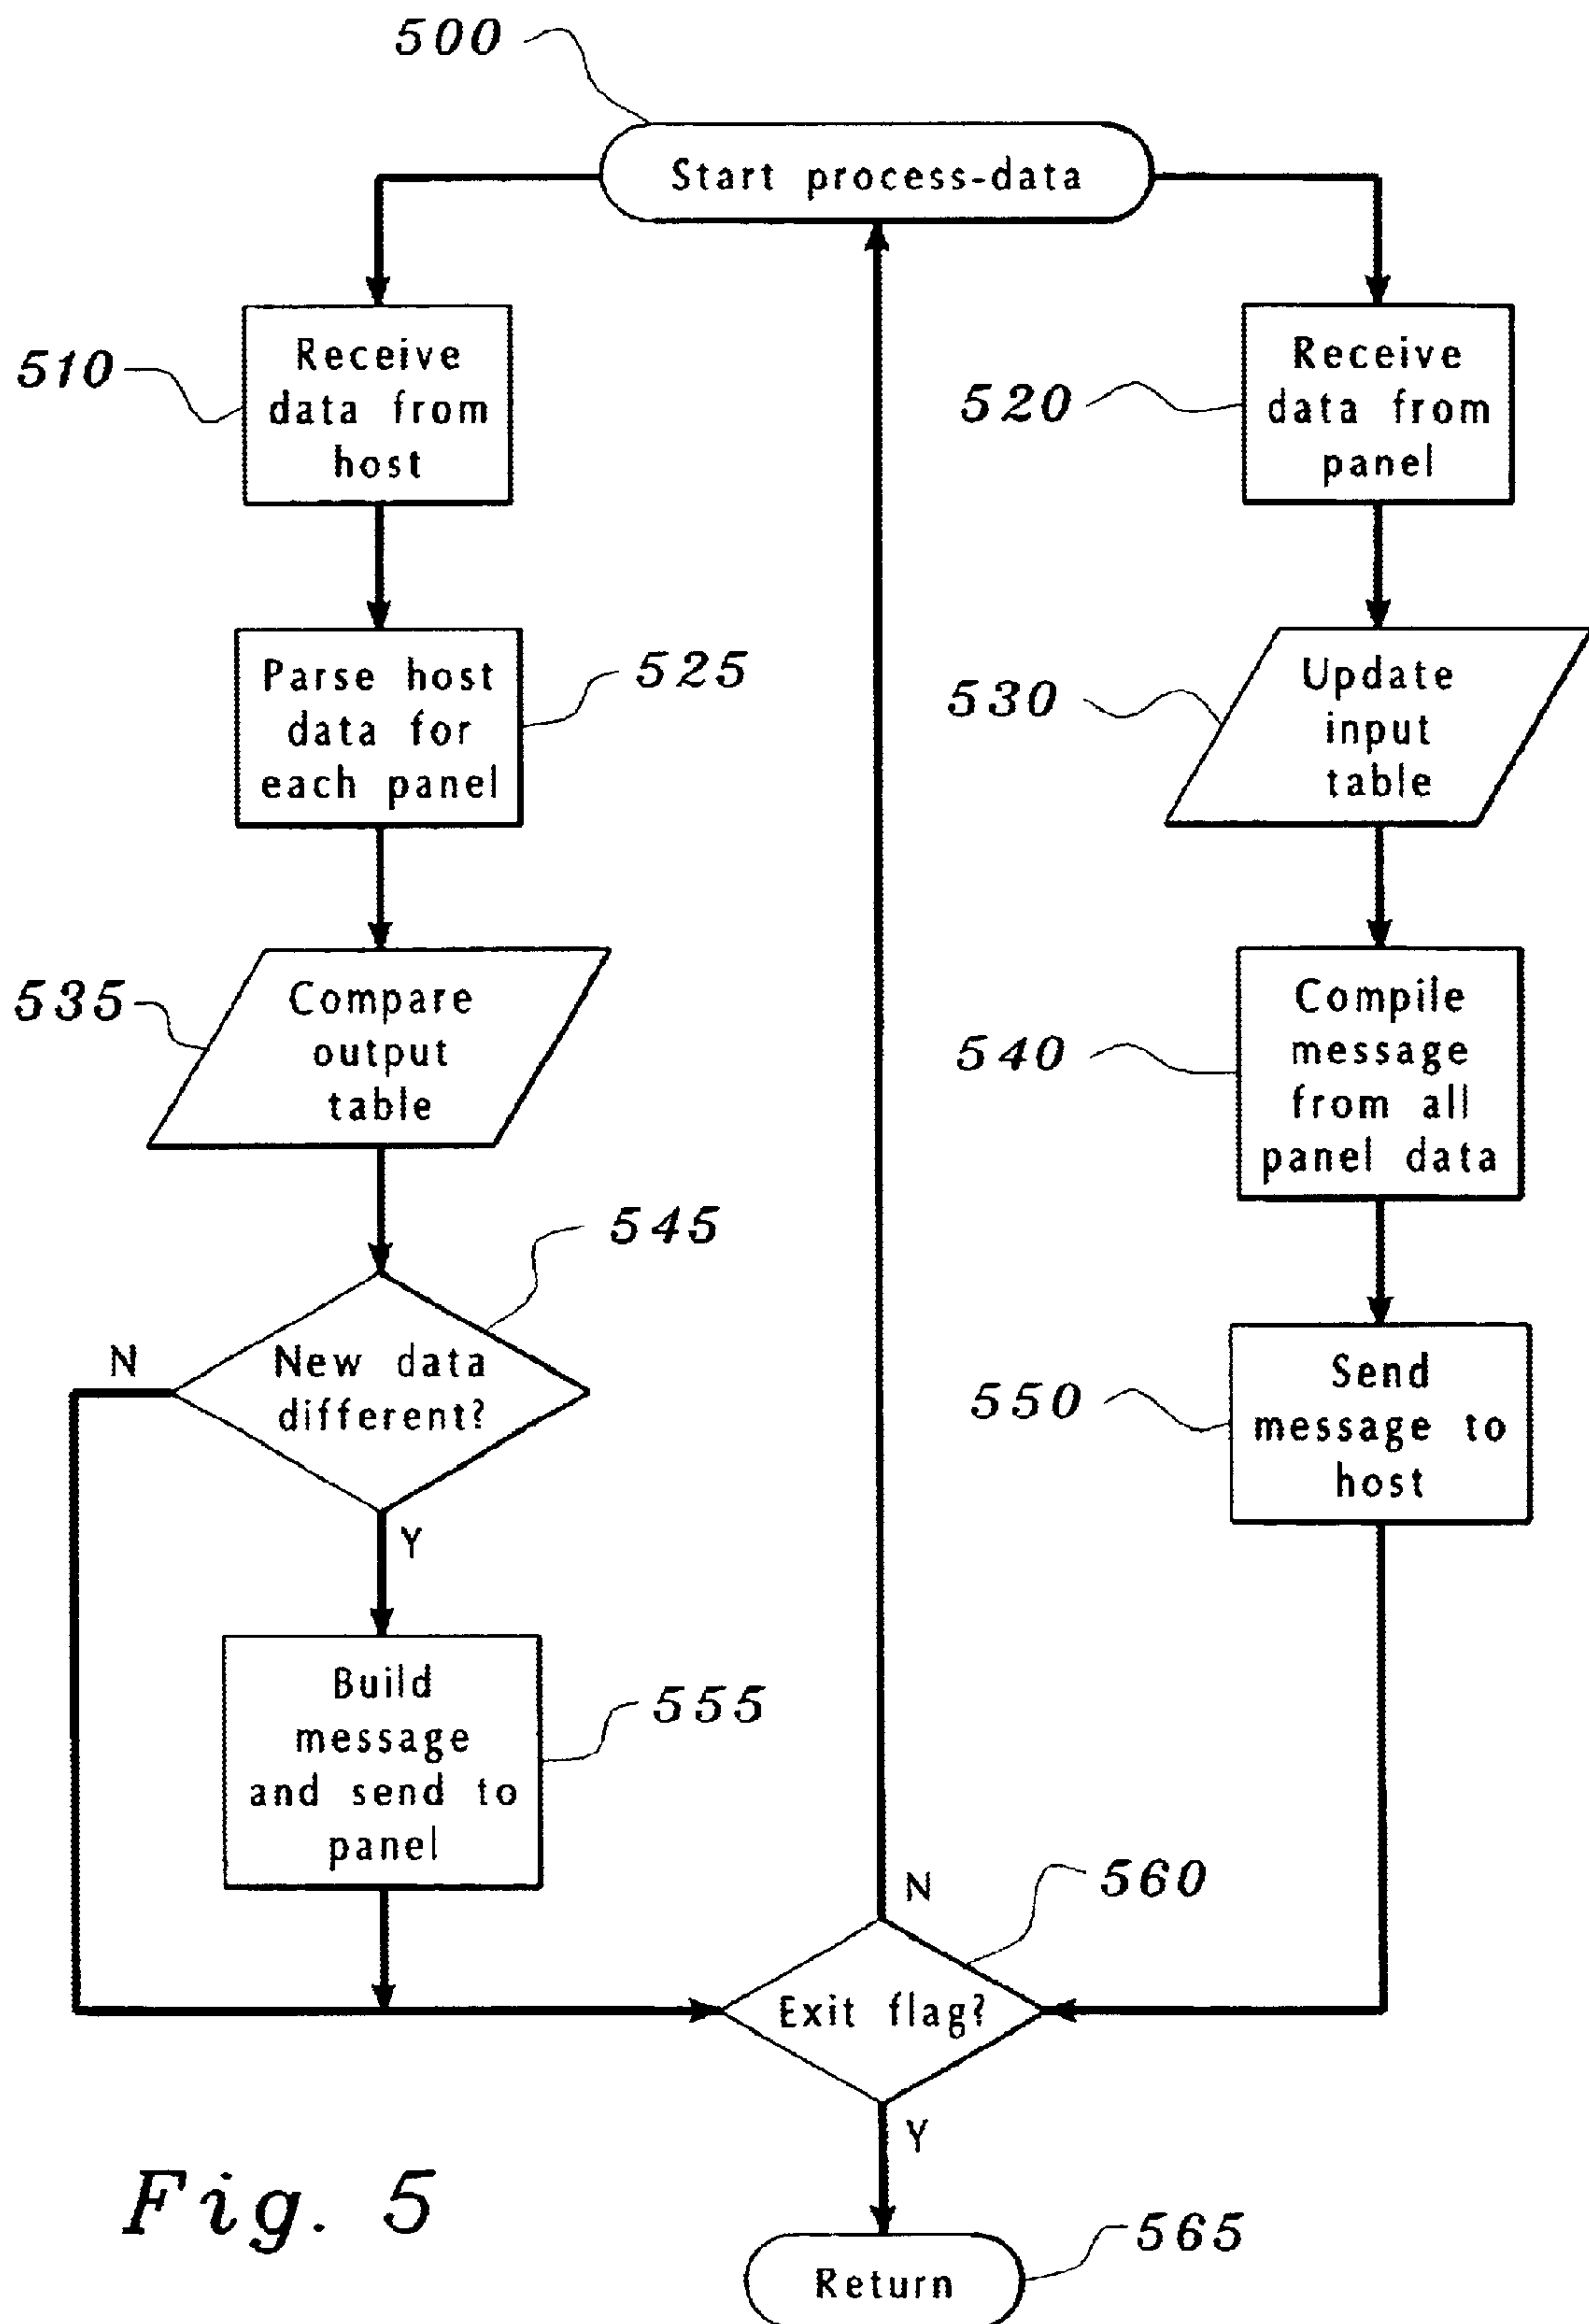 500
Start process-data
510
Receive
data from
host
520
Receive
data from
panel
Parse host
data for
each panel
525
530
Update
input
table
535
Compare
output
table
540
Compile
message
from all
panel data
545
N
New data
different?
Y
550
Send
message to
host
Build
message
and send to
panel
555
N
560
Exit flag?
Y
Fig. 5
Return
565